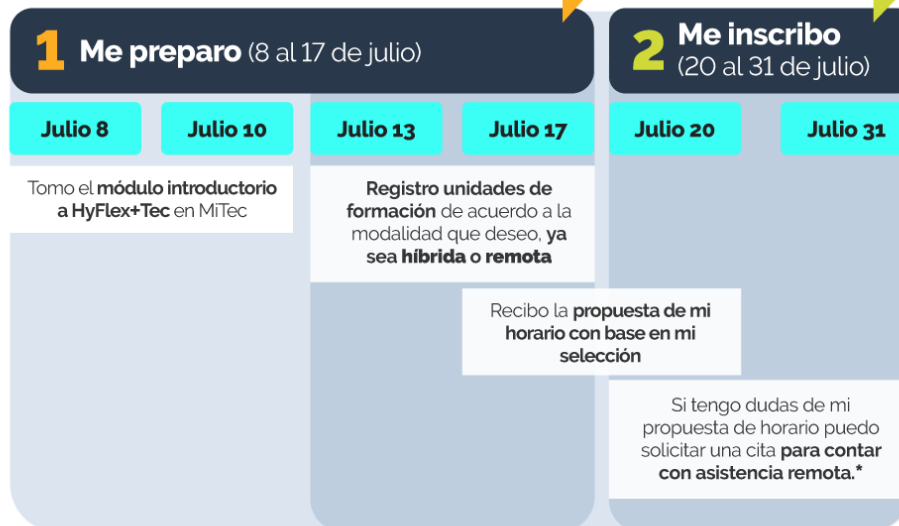 1 Me preparo (8 al 17 de julio)
2 Me inscribo
(20 al 31 de julio)
Julio 8
Julio 10
Julio 13
Julio 17
Julio 20
Julio 31
Tomo el módulo introductorio
a HyFlex+Tec en MiTec
Registro unidades de
formación de acuerdo a la
modalidad que deseo, ya
sea híbrida o remota
Recibo la propuesta de mi
horario con base en mi
selección
Si tengo dudas de mi
propuesta de horario puedo
solicitar una cita para contar
con asistencia remota.*